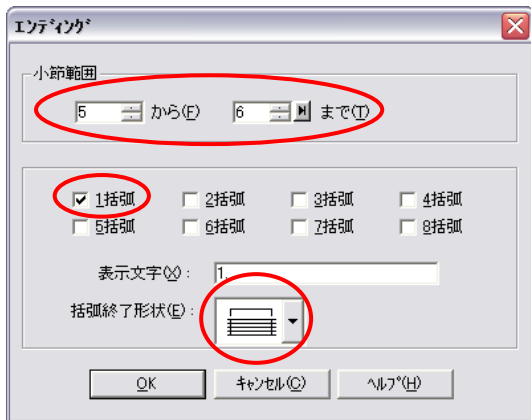 エンディング
小節範囲
5 から(F) 6 まで(T)
1括弧 2括弧 3括弧 4括弧
5括弧 6括弧 7括弧 8括弧
表示文字(X): 1.
括弧終了形状(E):
OK キャンセル(C) ヘルプ(H)